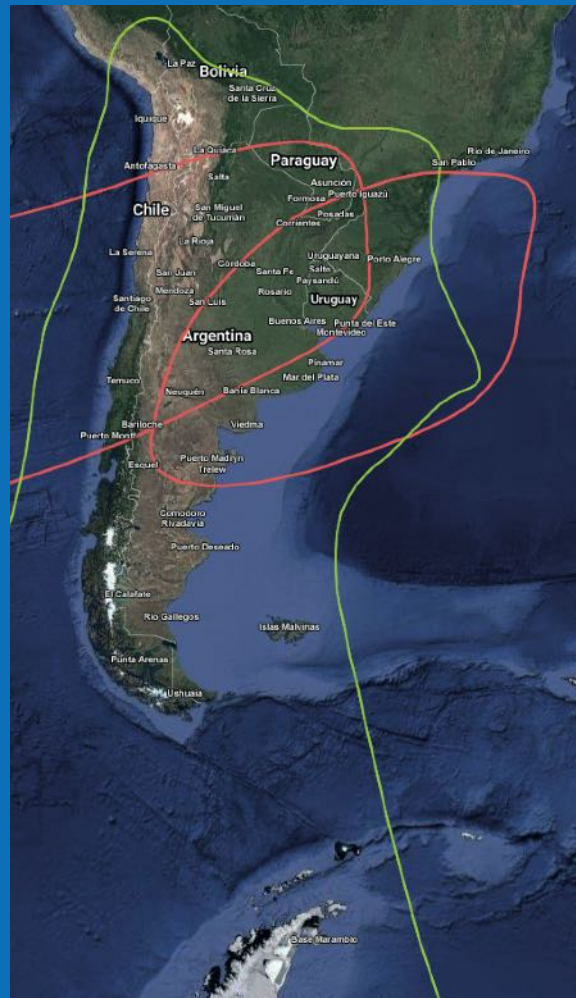 La Paz
Bolivia
Santa Cruz
de la Sierra
Iquique
Río de Janeiro
La Quiaca
Paraguay
San Pablo
Antofagasta
Salta
Asunción
Puerto Iguazú
Formosa
Chile
San Miguel
de Tucumán
Posadas
Corrientes
La Rioja
La Serena
Uruguayana
Porto Alegre
Córdoba
Santa Fe
Salto
San Juan
Paysandú
Mendoza
Rosario
Santiago
de Chile
San Luis
Uruguay
Buenos Aires
Punta del Este
Montevideo
Argentina
Santa Rosa
Pinamar
Temuco
Mar del Plata
Neuquén
Bahía Blanca
Bariloche
Viedma
Puerto Montt
Puerto Madryn
Esquel
Trelew
Comodoro
Rivadavia
Puerto Deseado
El Calafate
Río Gallegos
Islas Malvinas
Punta Arenas
Ushuaia
Base Marambio